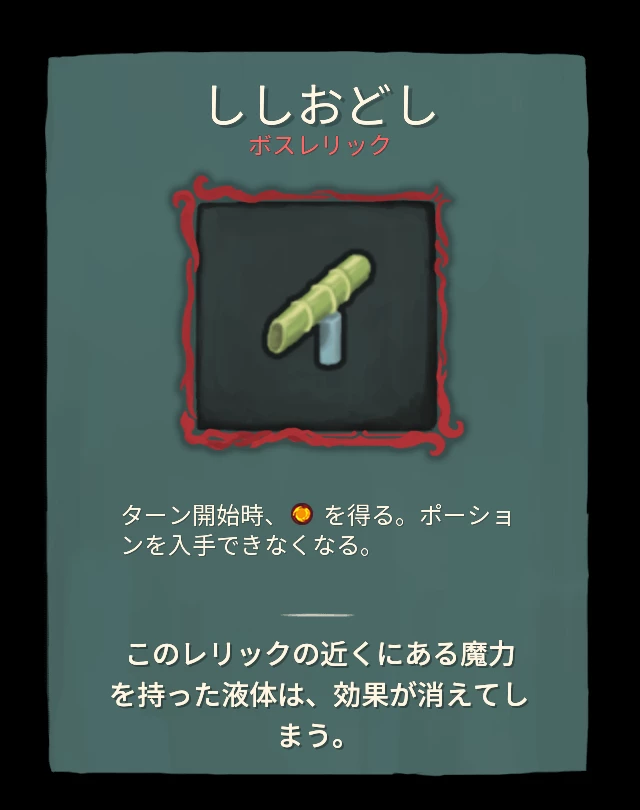 ししおどし
ボスレリック
ターン開始時、 を得る。ポーショ
ンを入手できなくなる。
このレリックの近くにある魔力
を持った液体は、効果が消えてし
まう。